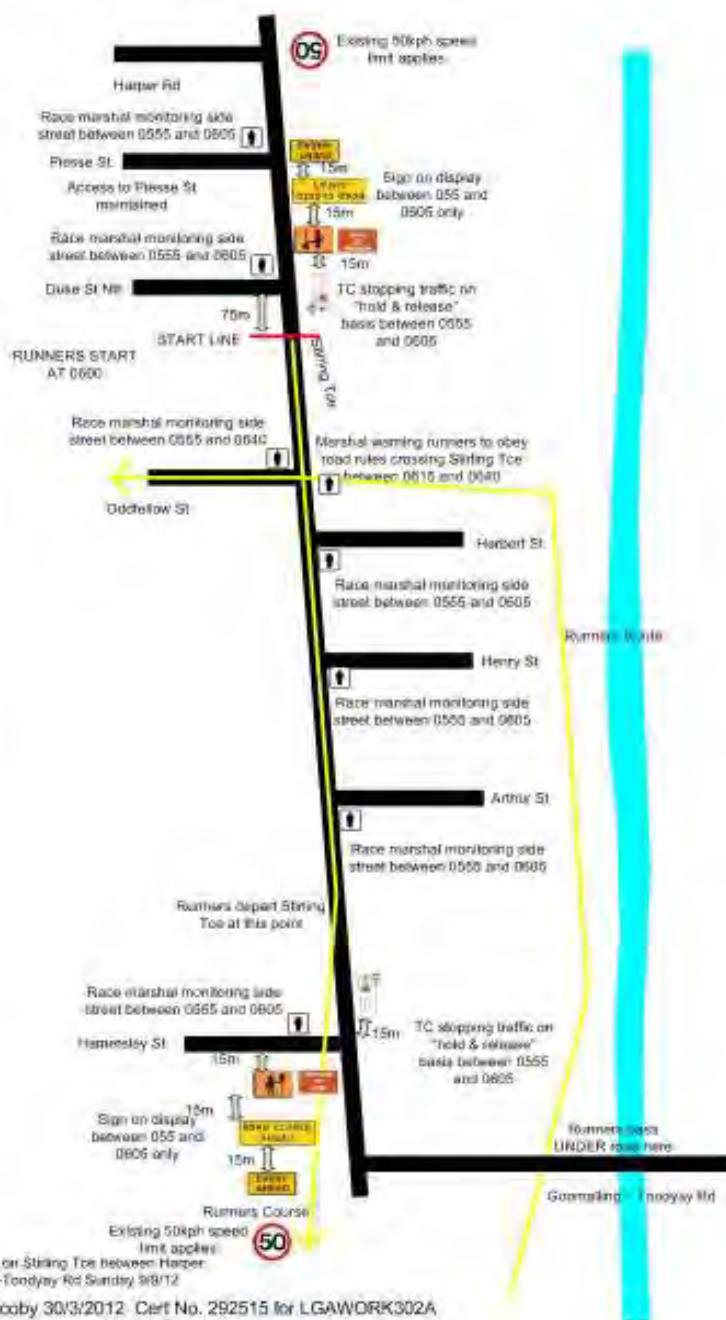 50
Existing 50kph speed
limit applies
Harper Rd
Race marshal monitoring side
street between 0555 and 0605
Piesse St
Access to Piesse St
maintained
15m
Sign on display
between 055 and
0605 only
15m
15m
Race marshal monitoring side
street between 0555 and 0605
Duke St Nth
75m
TC stopping traffic on
"hold & release"
basis between 0555
and 0605
START LINE
Stirling Tce
RUNNERS START
AT 0600
Race marshal monitoring side
street between 0555 and 0640
Oddfellow St
Marshal warning runners to obey
road rules crossing Stirling Tce
between 0615 and 0640
Herbert St
Race marshal monitoring side
street between 0555 and 0605
Runners Route
Henry St
Race marshal monitoring side
street between 0555 and 0605
Arthur St
Race marshal monitoring side
street between 0555 and 0605
Runners depart Stirling
Tce at this point
Race marshal monitoring side
street between 0555 and 0605
Hamersley St
15m
15m
TC stopping traffic on
"hold & release"
basis between 0555
and 0605
15m
Sign on display
between 055 and
0605 only
15m
Runners pass
UNDER road here
Goomalling - Toodyay Rd
Runners Course
Existing 50kph speed
limit applies
50
on Stirling Tce between Harper
-Toodyay Rd Sunday 9/9/12
coby 30/3/2012 Cert No. 292515 for LGAWORK302A